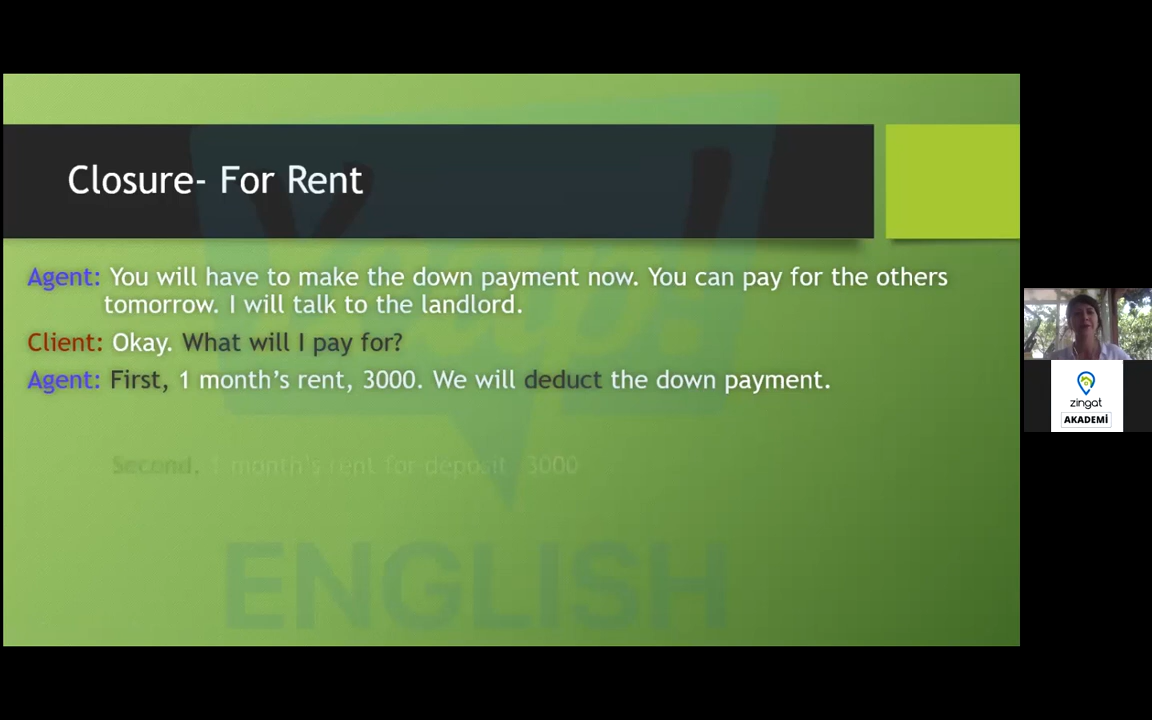 Closure- For Rent
Agent: You will have to make the down payment now. You can pay for the others
tomorrow. I will talk to the landlord.
Client: Okay. What will I pay for?
Agent: First, 1 month's rent, 3000. We will deduct the down payment.
Second. 1 month's rent for deposit 3000
ENGLISH
zingat
AKADEMİ